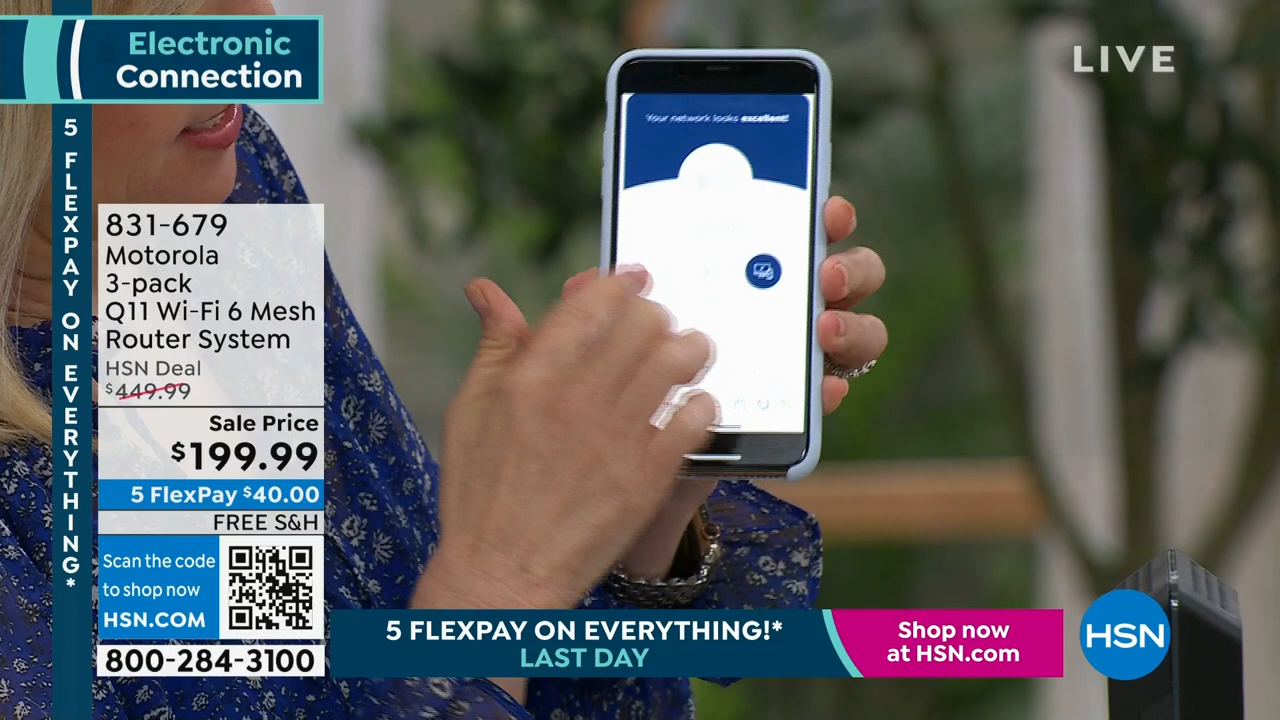 Electronic
Connection
LIVE
5 FLEXPAY ON EVERYTHING*
Your network looks excellent!
831-679
Motorola
3-pack
Q11 Wi-Fi 6 Mesh
Router System
HSN Deal
$449.99
Sale Price
$199.99
5 FlexPay $40.00
FREE S&H
Scan the code
to shop now
HSN.COM
800-284-3100
5 FLEXPAY ON EVERYTHING!*
LAST DAY
Shop now
at HSN.com
HSN